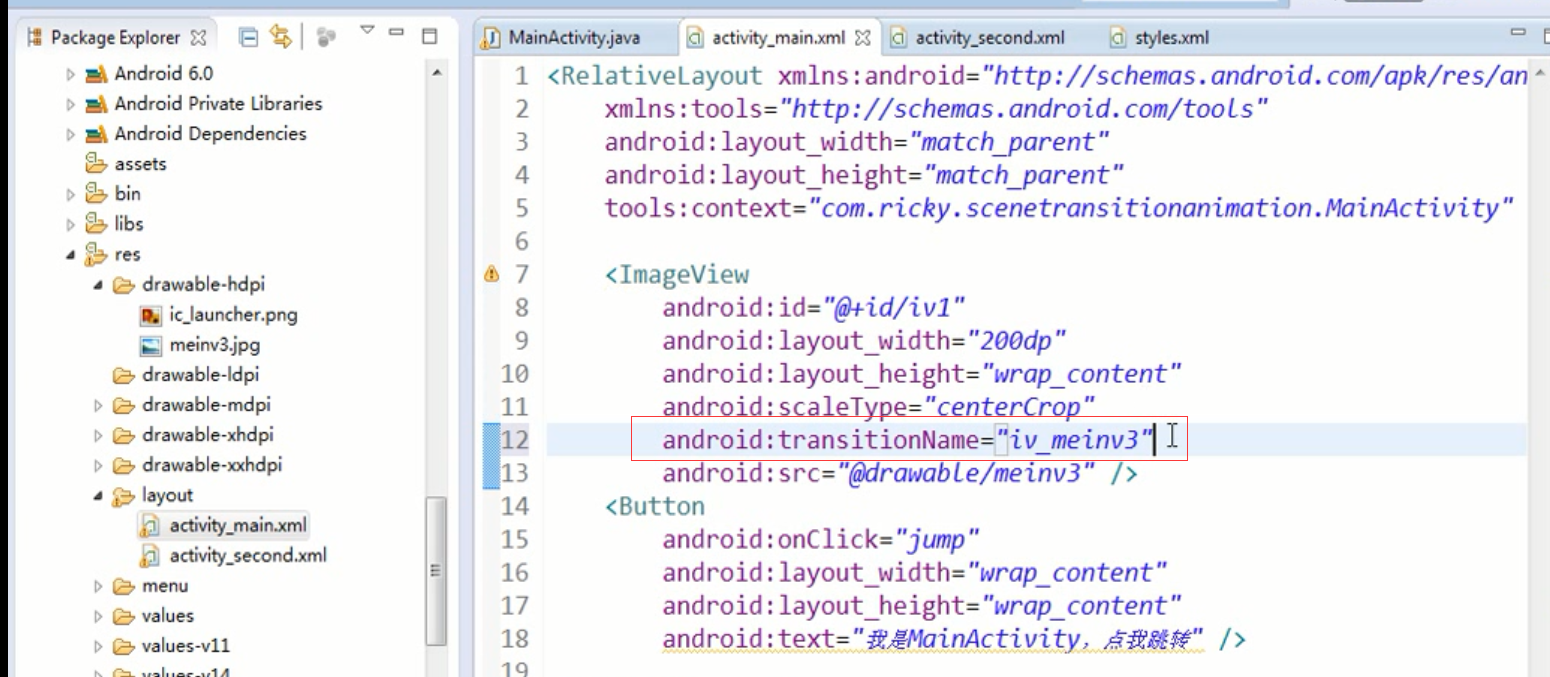 Package Explorer
Android 6.0
Android Private Libraries
Android Dependencies
assets
bin
libs
res
drawable-hdpi
ic_launcher.png
meinv3.jpg
drawable-ldpi
drawable-mdpi
drawable-xhdpi
drawable-xxhdpi
layout
activity_main.xml
activity_second.xml
menu
values
values-v11
values-v14
MainActivity.java activity_main.xml activity_second.xml styles.xml
1 <RelativeLayout xmlns:android="http://schemas.android.com/apk/res/an
2 xmlns:tools="http://schemas.android.com/tools"
3 android:layout_width="match_parent"
4 android:layout_height="match_parent"
5 tools:context="com.ricky.scenetransitionanimation.MainActivity"
6
7 <ImageView
8 android:id="@+id/iv1"
9 android:layout_width="200dp"
10 android:layout_height="wrap_content"
11 android:scaleType="centerCrop"
12 android:transitionName="iv_meinv3"
13 android:src="@drawable/meinv3" />
14 <Button
15 android:onClick="jump"
16 android:layout_width="wrap_content"
17 android:layout_height="wrap_content"
18 android:text="我是MainActivity，点我跳转" />
19